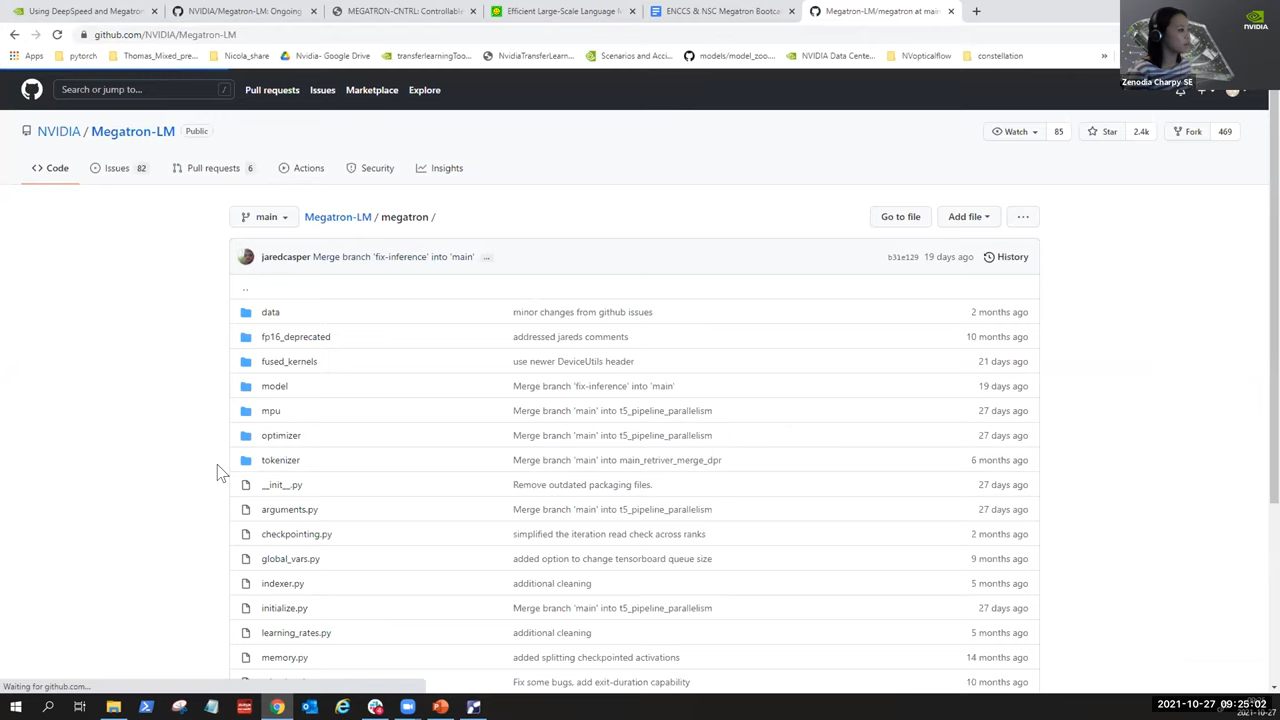 Using DeepSpeed and Megatron
NVIDIA/Megatron-LM: Ongoing
MEGATRON-CNTRL: Controllabl
Efficient Large-Scale Language M
ENCCS & NSC Megatron Bootca
Megatron-LM/megatron at main
github.com/NVIDIA/Megatron-LM
Apps
pytorch
Thomas_Mixed_pre...
Nicola_share
Nvidia- Google Drive
transferlearningToo...
NvidiaTransferLearn...
Scenarios and Acci...
models/model_zoo...
NVIDIA Data Center...
NVopticalflow
constellation
NVIDIA
Zenodia Charpy SE
Search or jump to...
/
Pull requests
Issues
Marketplace
Explore
NVIDIA / Megatron-LM
Public
Watch
85
Star
2.4k
Fork
469
<> Code
Issues 82
Pull requests 6
Actions
Security
Insights
main
Megatron-LM / megatron /
Go to file
Add file
...
jaredcasper Merge branch 'fix-inference' into 'main' ...
b31e129 19 days ago
History
..
data minor changes from github issues 2 months ago
fp16_deprecated addressed jareds comments 10 months ago
fused_kernels use newer DeviceUtils header 21 days ago
model Merge branch 'fix-inference' into 'main' 19 days ago
mpu Merge branch 'main' into t5_pipeline_parallelism 27 days ago
optimizer Merge branch 'main' into t5_pipeline_parallelism 27 days ago
tokenizer Merge branch 'main' into main_retriver_merge_dpr 6 months ago
__init__.py Remove outdated packaging files. 27 days ago
arguments.py Merge branch 'main' into t5_pipeline_parallelism 27 days ago
checkpointing.py simplified the iteration read check across ranks 2 months ago
global_vars.py added option to change tensorboard queue size 9 months ago
indexer.py additional cleaning 5 months ago
initialize.py Merge branch 'main' into t5_pipeline_parallelism 27 days ago
learning_rates.py additional cleaning 5 months ago
memory.py added splitting checkpointed activations 14 months ago
Fix some bugs, add exit-duration capability 10 months ago
Waiting for github.com...
2021-10-27 09:25:02